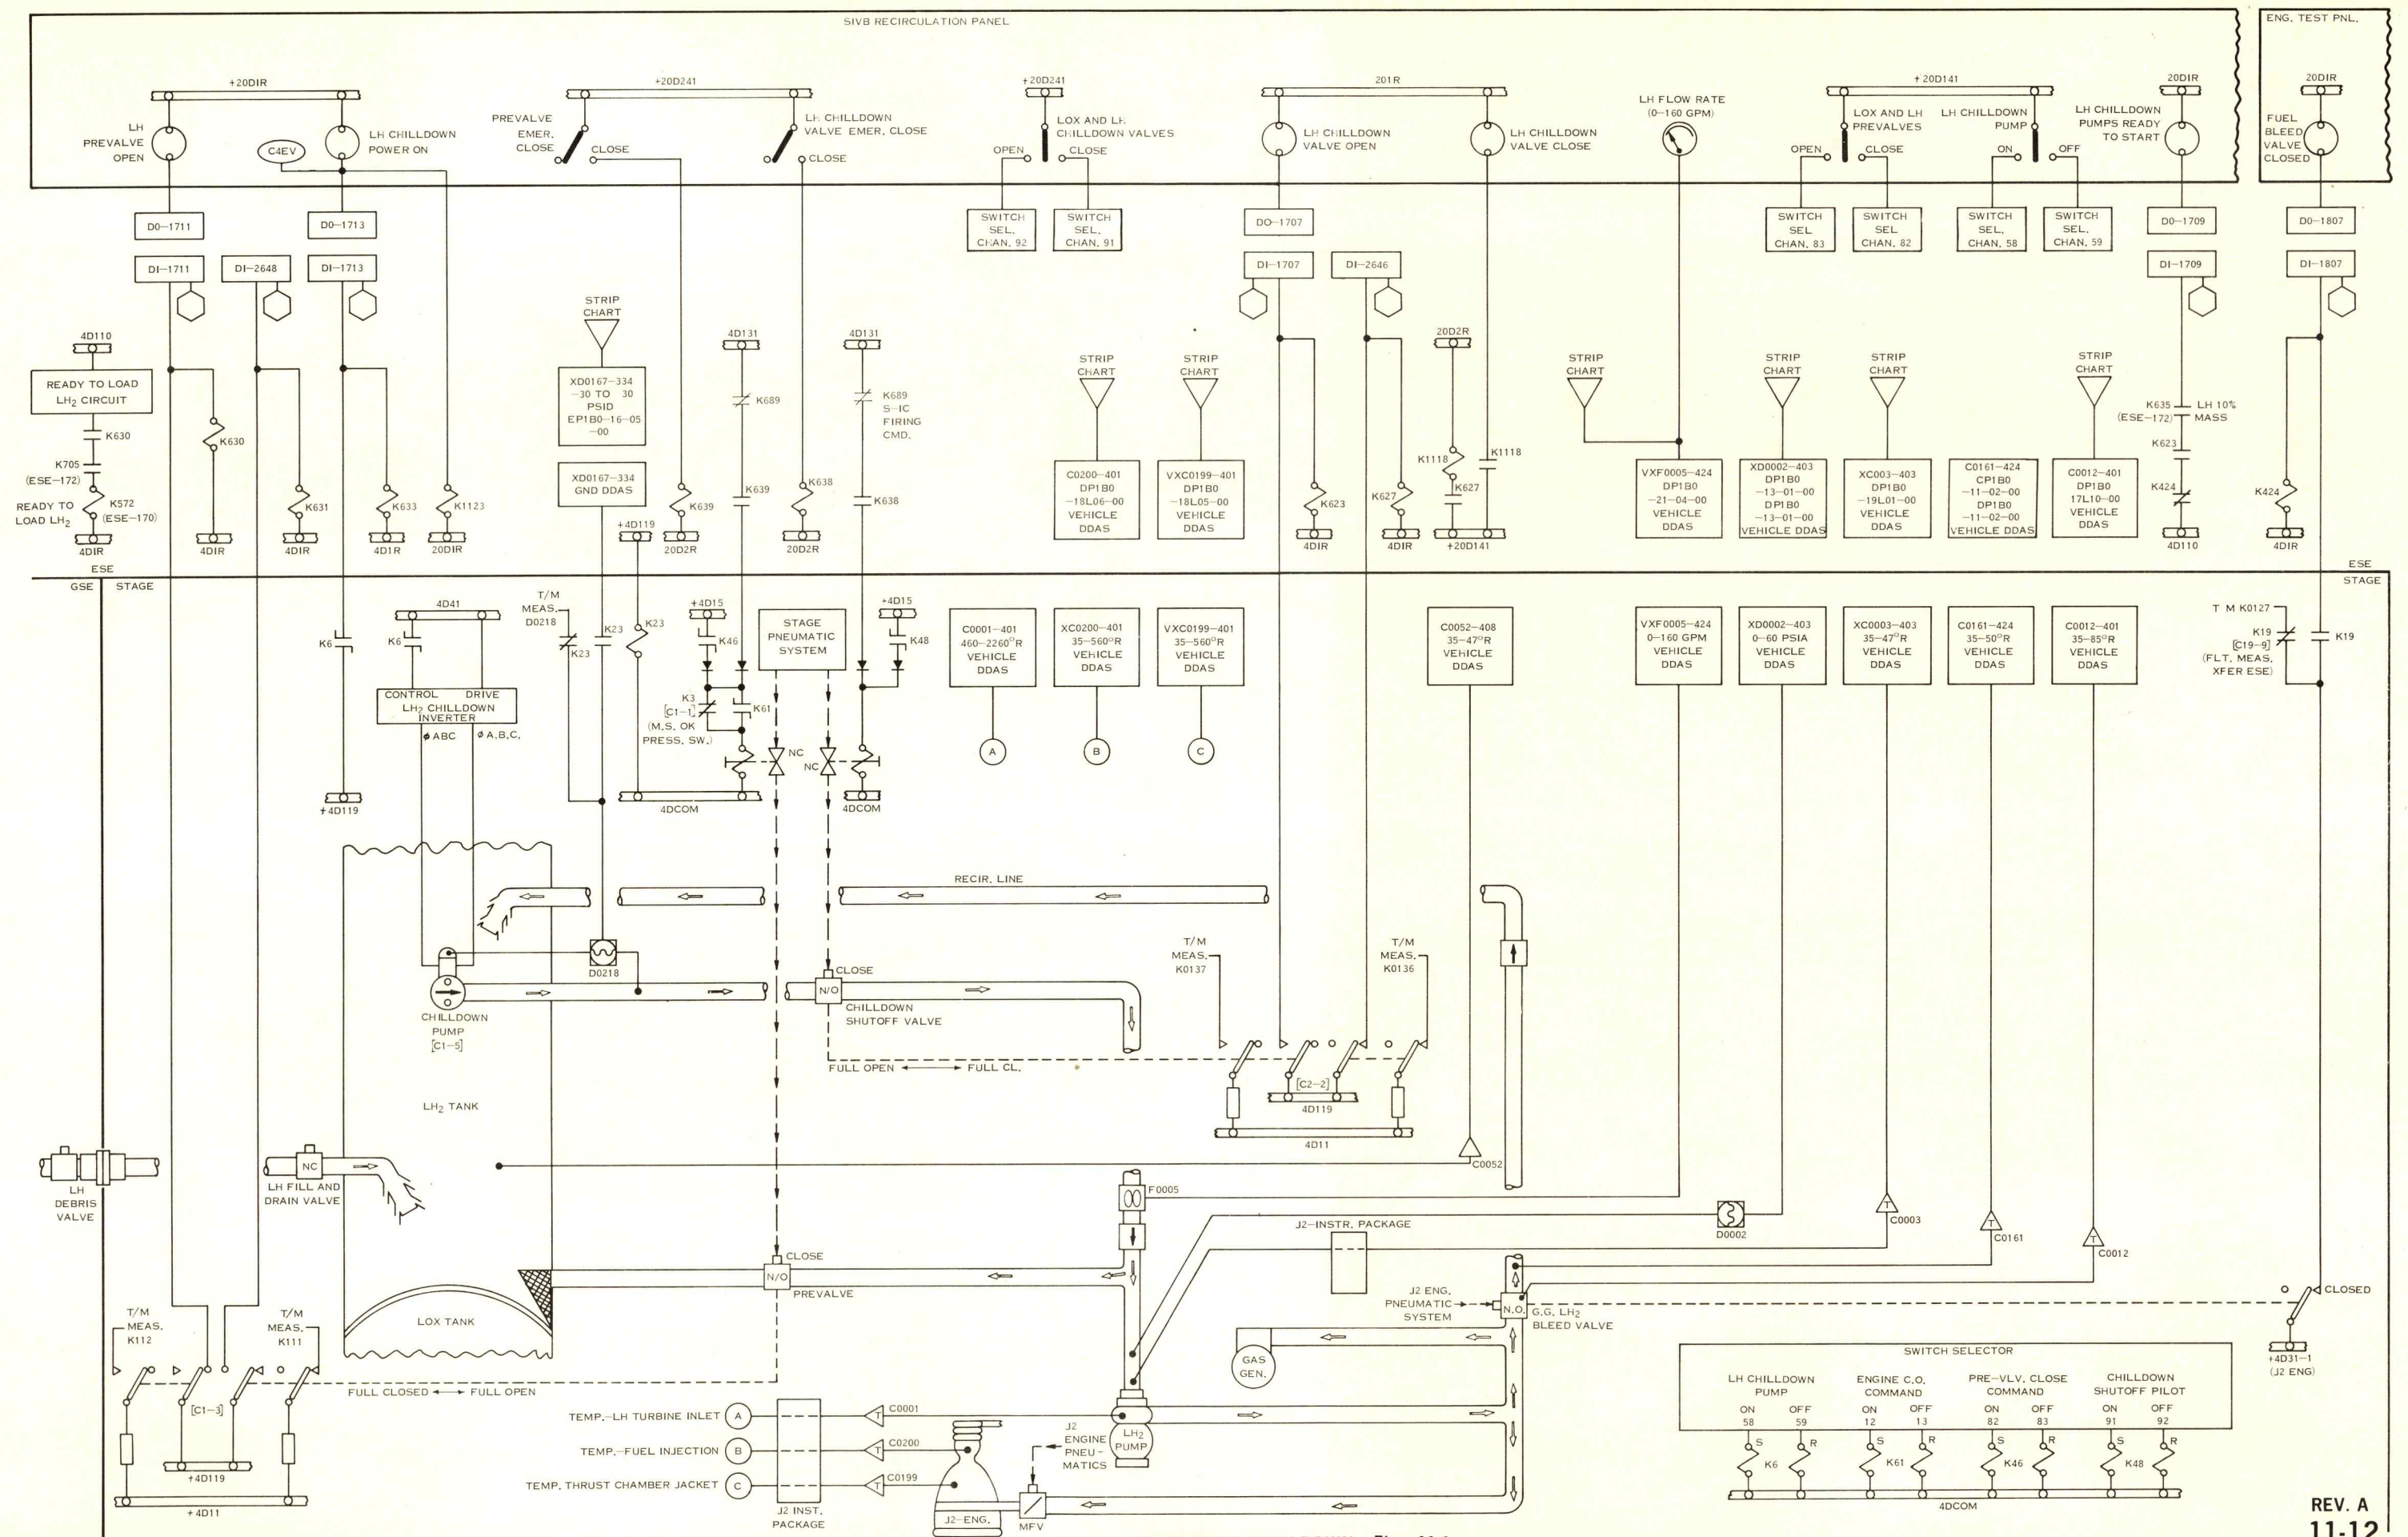 SIVB RECIRCULATION PANEL
ENG. TEST PNL.
+20DIR
LH
PREVALVE
OPEN
C4EV
LH CHILLDOWN
POWER ON
+20D241
PREVALVE
EMER.
CLOSE
CLOSE
LH CHILLDOWN
VALVE EMER. CLOSE
CLOSE
+20D241
LOX AND LH
CHILLDOWN VALVES
OPEN
CLOSE
201R
LH CHILLDOWN
VALVE OPEN
LH CHILLDOWN
VALVE CLOSE
LH FLOW RATE
(0-160 GPM)
+20D141
LOX AND LH
PREVALVES
OPEN
CLOSE
LH CHILLDOWN
PUMP
ON
OFF
20DIR
LH CHILLDOWN
PUMPS READY
TO START
20DIR
FUEL
BLEED
VALVE
CLOSED
DO-1711
DO-1713
SWITCH
SEL.
CHAN. 92
SWITCH
SEL.
CHAN. 91
DO-1707
SWITCH
SEL
CHAN. 83
SWITCH
SEL
CHAN. 82
SWITCH
SEL.
CHAN. 58
SWITCH
SEL.
CHAN. 59
DO-1709
DO-1807
DI-1711
DI-2648
DI-1713
DI-1707
DI-2646
DI-1709
DI-1807
4D110
READY TO LOAD
LH2 CIRCUIT
K630
K705
(ESE-172)
K572
(ESE-170)
READY TO
LOAD LH2
4DIR
K630
4DIR
K631
4DIR
K633
4D1R
K1123
20DIR
STRIP
CHART
XD0167-334
-30 TO 30
PSID
EP1B0-16-05
-00
XD0167-334
GND DDAS
+4D119
K639
20D2R
4D131
K689
K639
K638
20D2R
4D131
K689
S-IC
FIRING
CMD.
K638
STRIP
CHART
C0200-401
DP1B0
-18L06-00
VEHICLE
DDAS
STRIP
CHART
VXC0199-401
DP1B0
-18L05-00
VEHICLE
DDAS
K623
4DIR
K627
4DIR
20D2R
K1118
K627
K1118
+20D141
STRIP
CHART
VXF0005-424
DP1B0
-21-04-00
VEHICLE
DDAS
STRIP
CHART
XD0002-403
DP1B0
-13-01-00
DP1B0
-13-01-00
VEHICLE DDAS
STRIP
CHART
XC003-403
DP1B0
-19L01-00
VEHICLE
DDAS
C0161-424
CP1B0
-11-02-00
DP1B0
-11-02-00
VEHICLE DDAS
STRIP
CHART
C0012-401
DP1B0
17L10-00
VEHICLE
DDAS
K635
(ESE-172)
LH 10%
MASS
K623
K424
4D110
K424
4DIR
ESE
GSE
STAGE
ESE
STAGE
K6
+4D119
4D41
K6
CONTROL DRIVE
LH2 CHILLDOWN
INVERTER
ø ABC
ø A.B.C.
T/M
MEAS.
D0218
K23
K23
K23
+4D15
K46
K3
[C1-1]
(M.S. OK
PRESS. SW.)
K61
4DCOM
STAGE
PNEUMATIC
SYSTEM
NC
NC
+4D15
K48
4DCOM
C0001-401
460-2260°R
VEHICLE
DDAS
A
XC0200-401
35-560°R
VEHICLE
DDAS
B
VXC0199-401
35-560°R
VEHICLE
DDAS
C
C0052-408
35-47°R
VEHICLE
DDAS
VXF0005-424
0-160 GPM
VEHICLE
DDAS
XD0002-403
0-60 PSIA
VEHICLE
DDAS
XC0003-403
35-47°R
VEHICLE
DDAS
C0161-424
35-50°R
VEHICLE
DDAS
C0012-401
35-85°R
VEHICLE
DDAS
T M K0127
K19
[C19-9]
(FLT. MEAS.
XFER ESE)
K19
RECIR. LINE
D0218
CHILLDOWN
PUMP
[C1-5]
CLOSE
N/O
CHILLDOWN
SHUTOFF VALVE
FULL OPEN
FULL CL.
T/M
MEAS.
K0137
T/M
MEAS.
K0136
[C2-2]
4D119
4D11
LH2 TANK
LH
DEBRIS
VALVE
NC
LH FILL AND
DRAIN VALVE
C0052
F0005
J2-INSTR. PACKAGE
D0002
T
C0003
T
C0161
T
C0012
CLOSE
N/O
PREVALVE
LOX TANK
J2 ENG.
PNEUMATIC
SYSTEM
N.O.
G.G. LH2
BLEED VALVE
CLOSED
+4D31-1
(J2 ENG)
T/M
MEAS.
K112
T/M
MEAS.
K111
[C1-3]
+4D119
+4D11
FULL CLOSED
FULL OPEN
GAS
GEN.
TEMP.-LH TURBINE INLET
A
T
C0001
TEMP.-FUEL INJECTION
B
T
C0200
TEMP. THRUST CHAMBER JACKET
C
T
C0199
J2 INST.
PACKAGE
J2-ENG.
J2
ENGINE
PNEU-
MATICS
LH2
PUMP
MFV
SWITCH SELECTOR
LH CHILLDOWN
PUMP
ENGINE C.O.
COMMAND
PRE-VLV. CLOSE
COMMAND
CHILLDOWN
SHUTOFF PILOT
ON OFF ON OFF ON OFF ON OFF
58 59 12 13 82 83 91 92
S R S R S R S R
K6 K61 K46 K48
4DCOM
REV. A
11-12